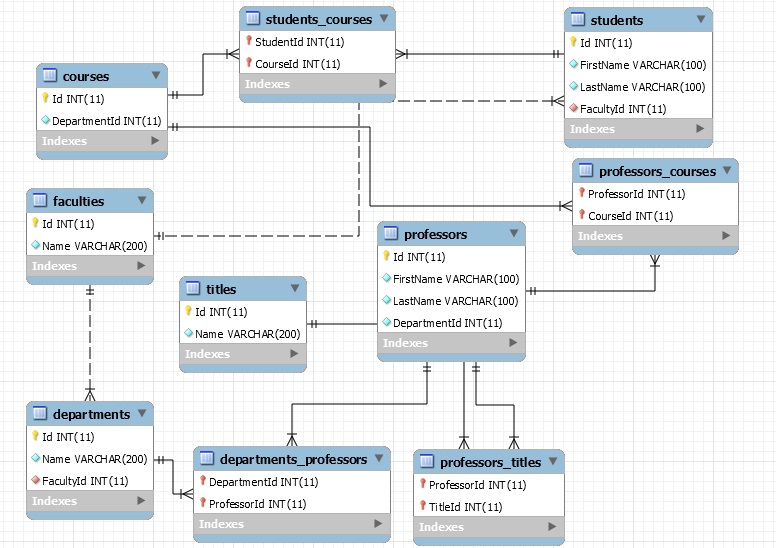 students_courses
StudentId INT(11)
CourseId INT(11)
Indexes
students
Id INT(11)
FirstName VARCHAR(100)
LastName VARCHAR(100)
FacultyId INT(11)
Indexes
courses
Id INT(11)
DepartmentId INT(11)
Indexes
professors_courses
ProfessorId INT(11)
CourseId INT(11)
Indexes
faculties
Id INT(11)
Name VARCHAR(200)
Indexes
professors
Id INT(11)
FirstName VARCHAR(100)
LastName VARCHAR(100)
DepartmentId INT(11)
Indexes
titles
Id INT(11)
Name VARCHAR(200)
Indexes
departments
Id INT(11)
Name VARCHAR(200)
FacultyId INT(11)
Indexes
departments_professors
DepartmentId INT(11)
ProfessorId INT(11)
Indexes
professors_titles
ProfessorId INT(11)
TitleId INT(11)
Indexes